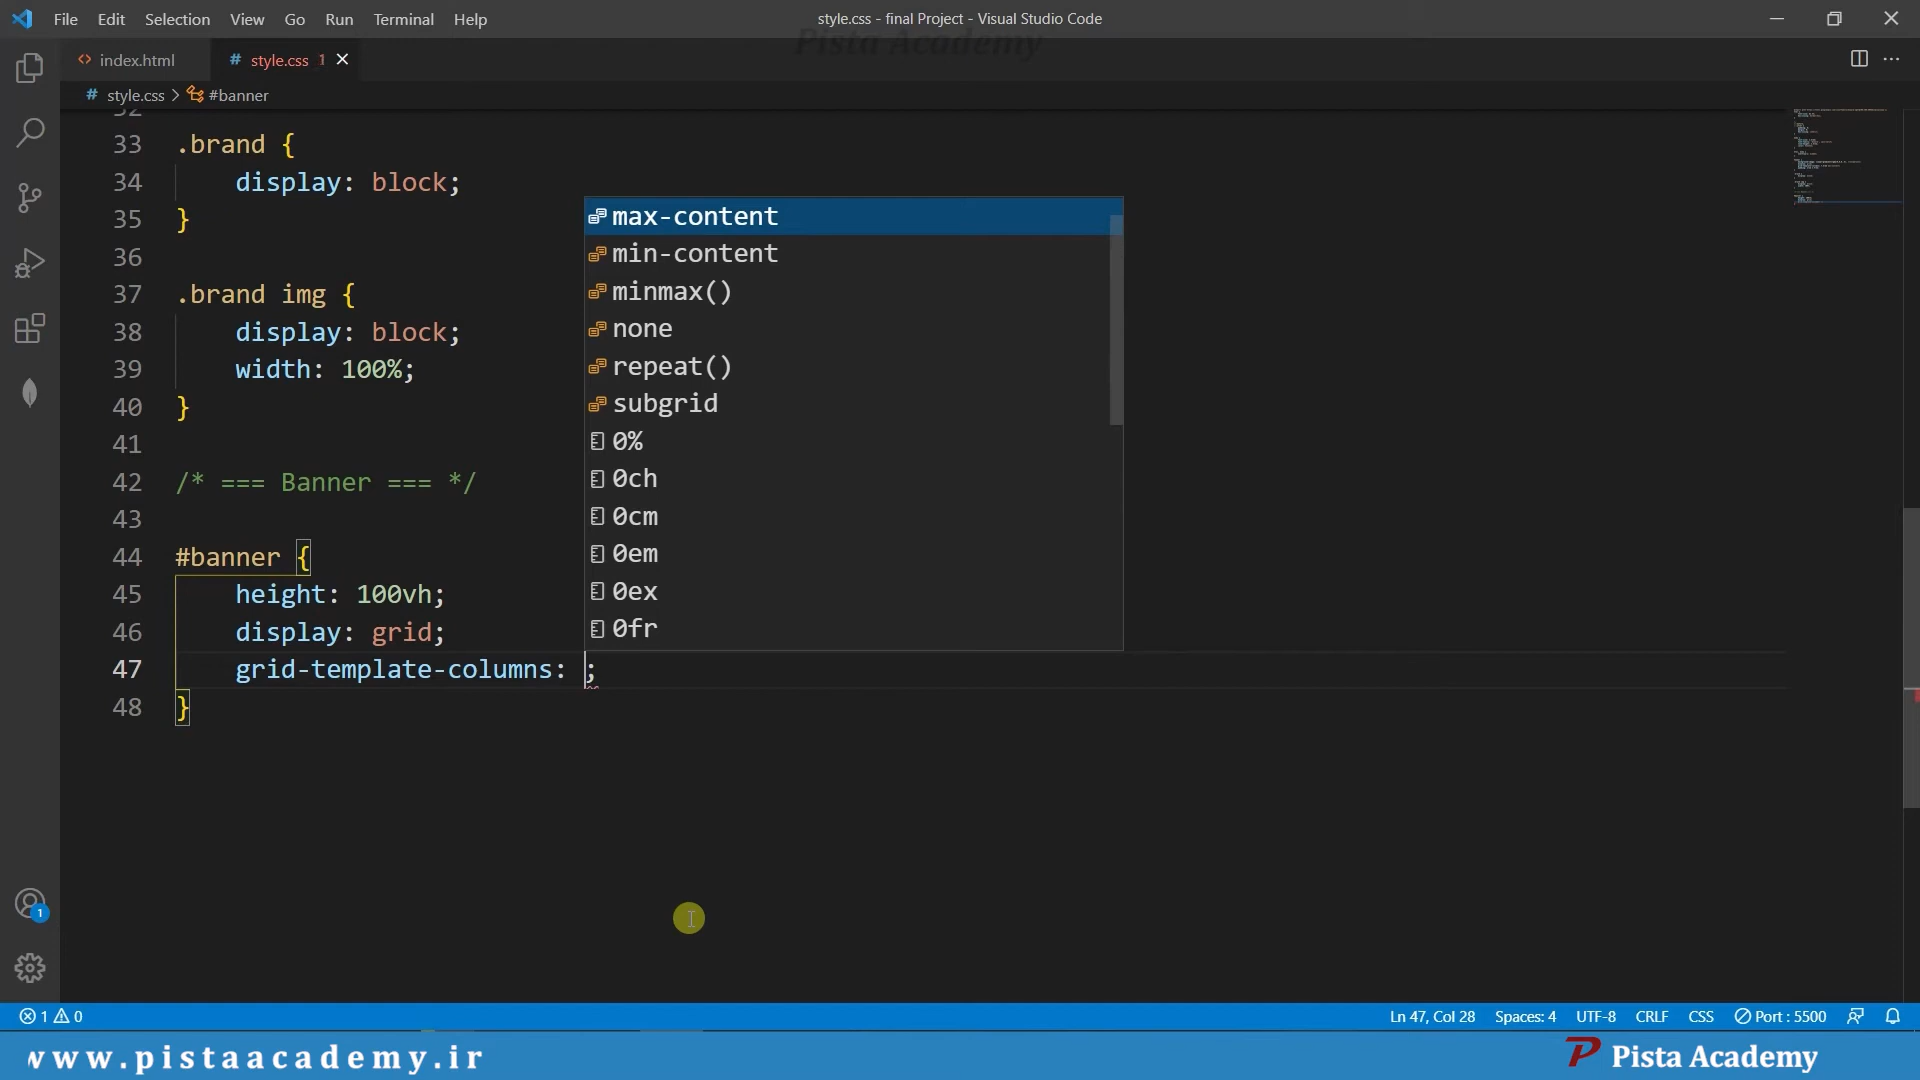 File Edit Selection View Go Run Terminal Help
style.css - final Project - Visual Studio Code
Pista Academy
index.html
style.css 1
style.css > #banner
32
33 .brand {
34 display: block;
35 }
36
37 .brand img {
38 display: block;
39 width: 100%;
40 }
41
42 /* === Banner === */
43
44 #banner {
45 height: 100vh;
46 display: grid;
47 grid-template-columns: ;
48 }
max-content
min-content
minmax()
none
repeat()
subgrid
0%
0ch
0cm
0em
0ex
0fr
1
1 0
Ln 47, Col 28 Spaces: 4 UTF-8 CRLF CSS Port : 5500
www.pistaacademy.ir
Pista Academy